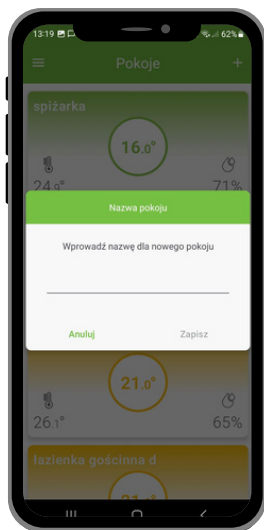 13:19 62%
Pokoje +
spiżarka
16.0°
24.9° 71%
Nazwa pokoju
Wprowadź nazwę dla nowego pokoju
Anuluj Zapisz
21.0°
26.1° 65%
łazienka gościnna d